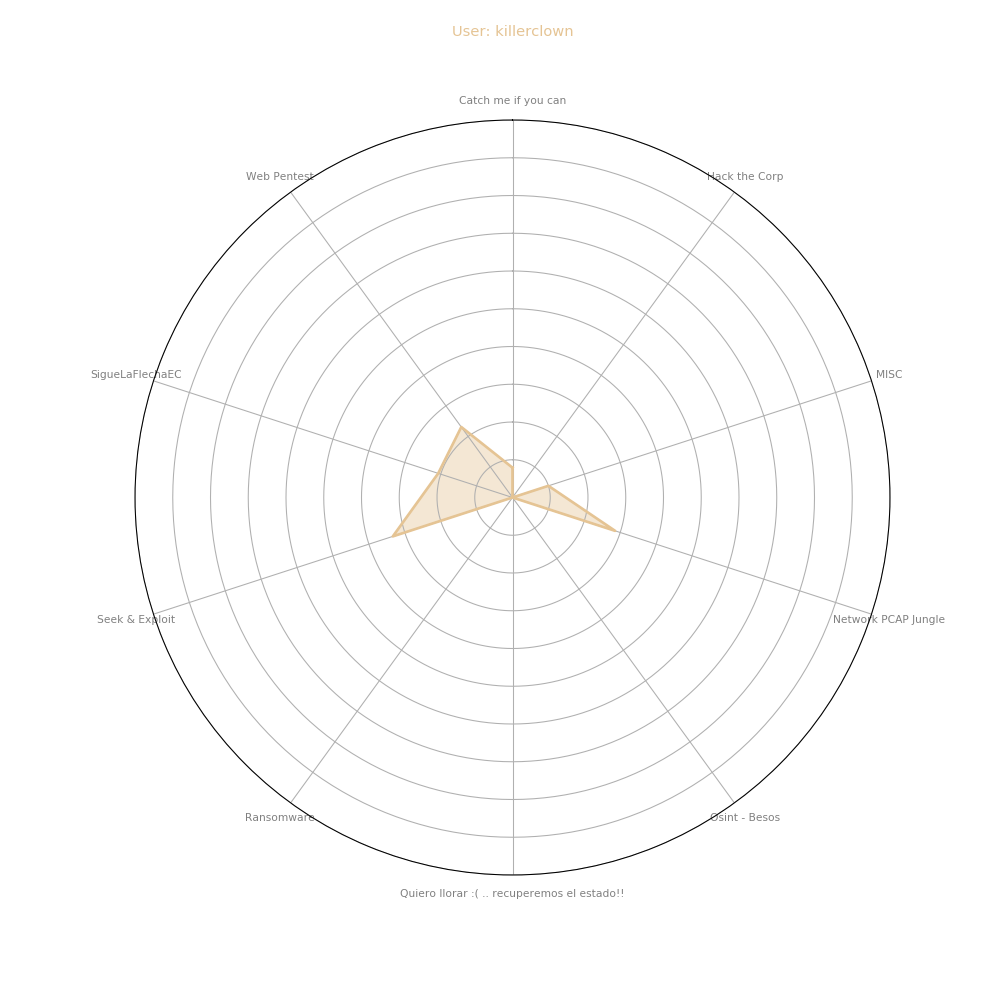 User: killerclown
Catch me if you can
Web Pentest
Hack the Corp
SigueLaFlechaEC
MISC
Seek & Exploit
Network PCAP Jungle
Ransomware
Osint - Besos
Quiero llorar :( .. recuperemos el estado!!